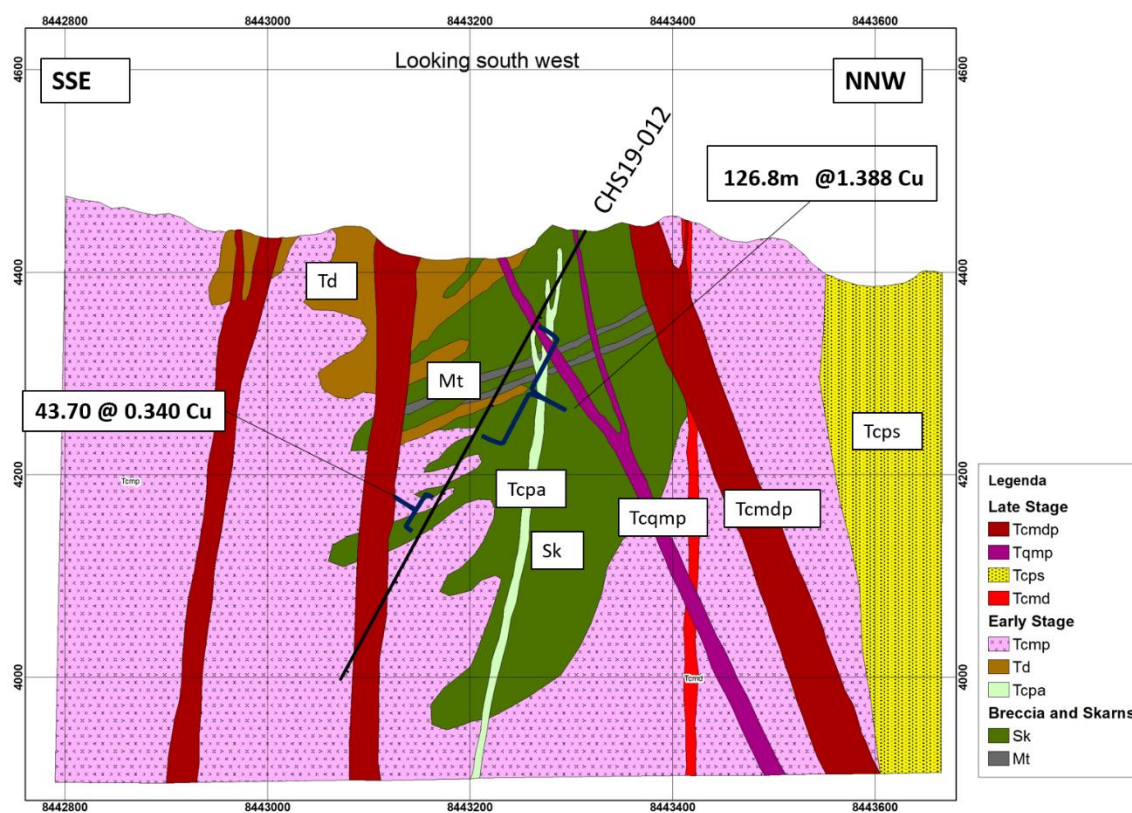 8442800 8443000 8443200 8443400 8443600
Looking south west
SSE
NNW
4600 4600
CHS19-012
126.8m @1.388 Cu
4400 4400
Td
Mt
43.70 @ 0.340 Cu
Tcps
Tcmp
4200 4200
Tcpa
Tcqmp
Tcmdp
Sk
4000 4000
Tcmd
8442800 8443000 8443200 8443400 8443600
Legenda
Late Stage
Tcmdp
Tqmp
Tcps
Tcmd
Early Stage
Tcmp
Td
Tcpa
Breccia and Skarns
Sk
Mt